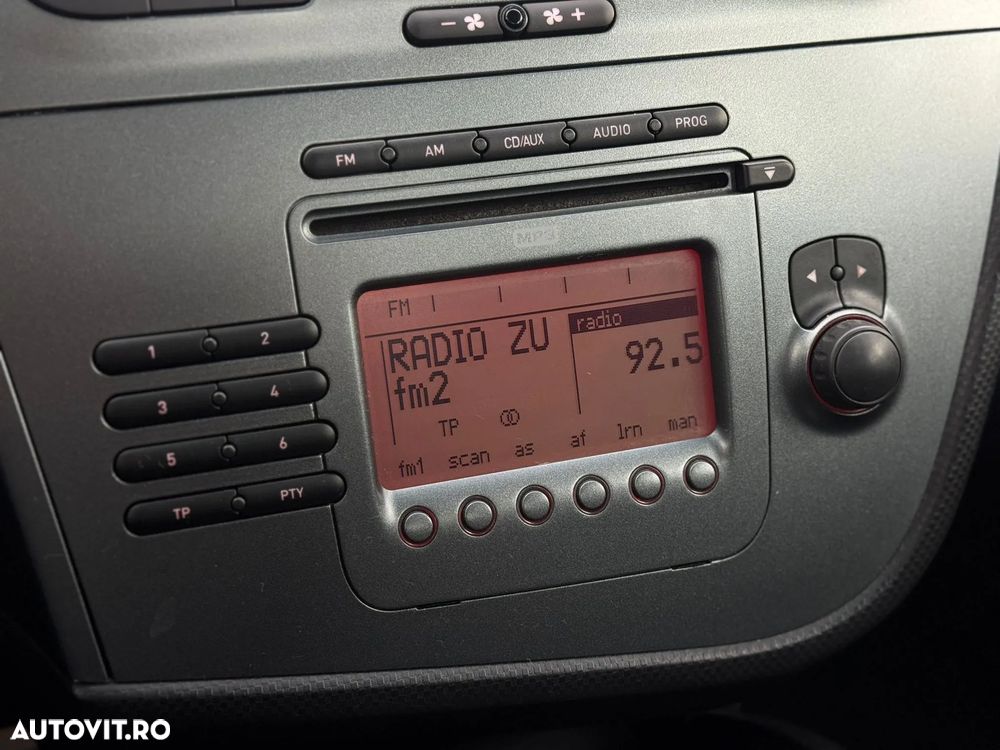 - +
FM AM CD/AUX AUDIO PROG
MP3
FM
RADIO ZU
radio
92.5
fm2
TP
fm1 scan as af lrn man
1 2
3 4
5 6
TP PTY
AUTOVIT.RO